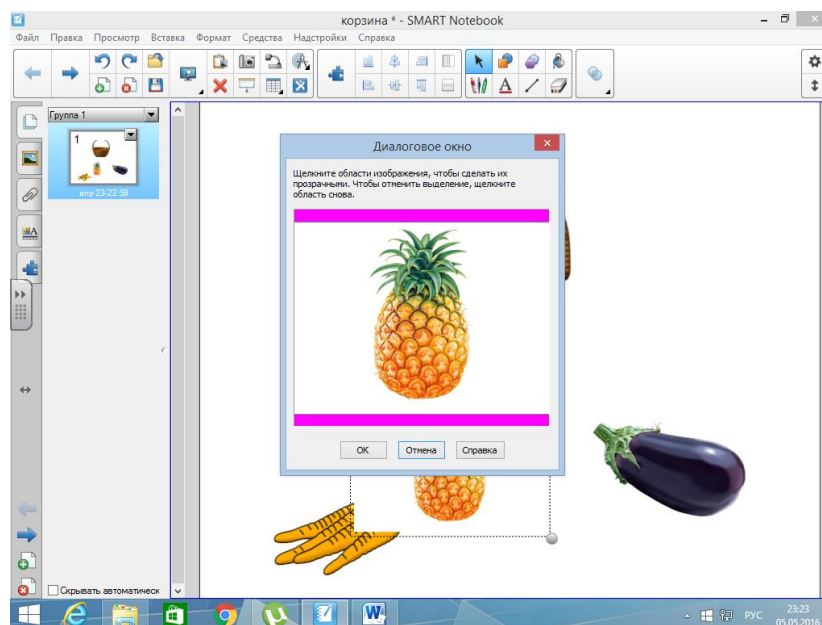 корзина * - SMART Notebook
Файл Правка Просмотр Вставка Формат Средства Надстройки Справка
Группа 1
1
апр 23-22:59
Диалоговое окно
Щелкните области изображения, чтобы сделать их
прозрачными. Чтобы отменить выделение, щелкните
область снова.
ОК Отмена Справка
Скрывать автоматическ
РУС 23:23
05.05.2016